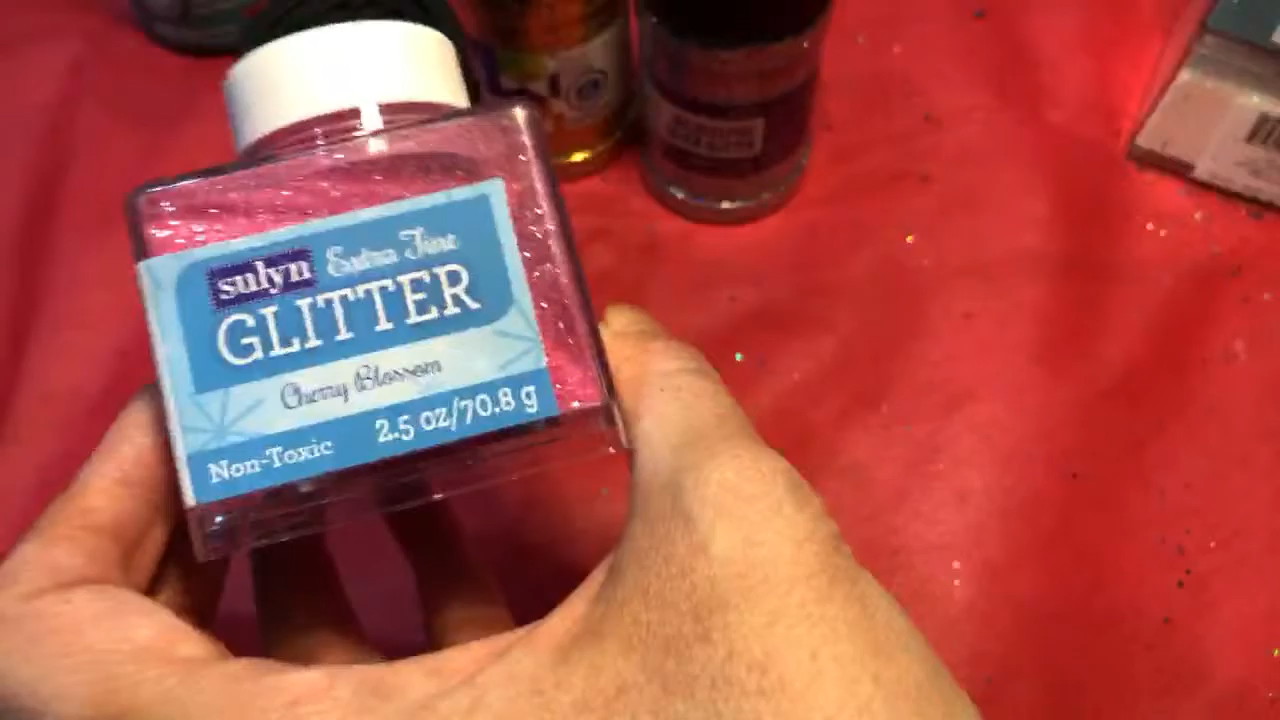 sulyn Extra Fine
GLITTER
Cherry Blossom
Non-Toxic 2.5 oz/70.8 g